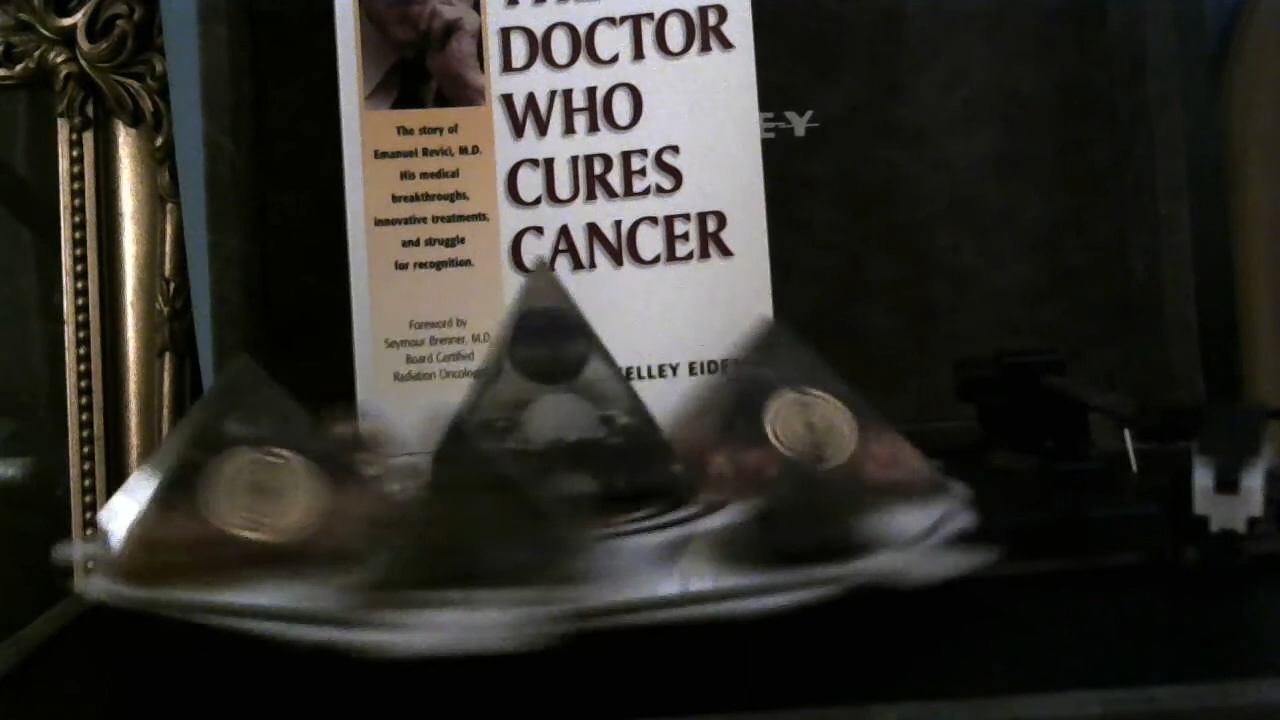 DOCTOR
WHO
CURES
CANCER
The story of
Emanuel Revici, M.D.
His medical
breakthroughs,
innovative treatments,
and struggle
for recognition.
Foreword by
Seymour Brenner, M.D.
Board Certified
Radiation